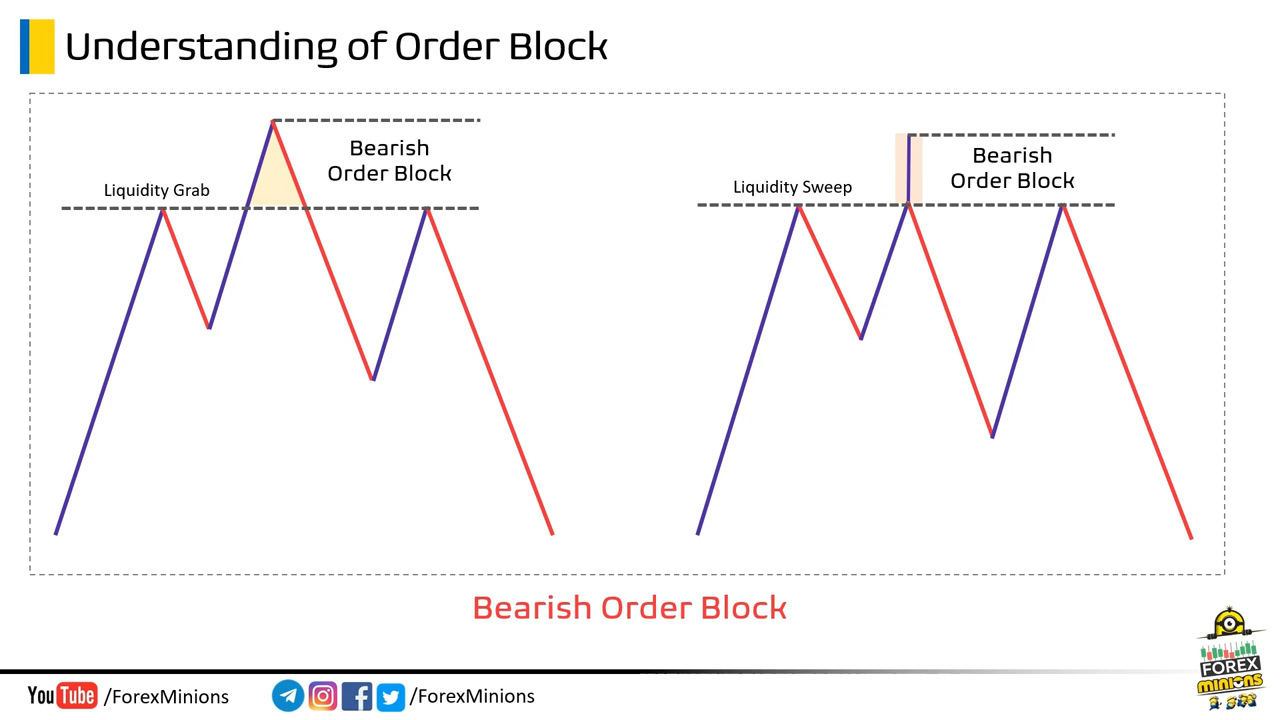 Understanding of Order Block
Bearish
Order Block
Liquidity Grab
Bearish
Order Block
Liquidity Sweep
Bearish Order Block
YouTube /ForexMinions
/ForexMinions
FOREX
minions